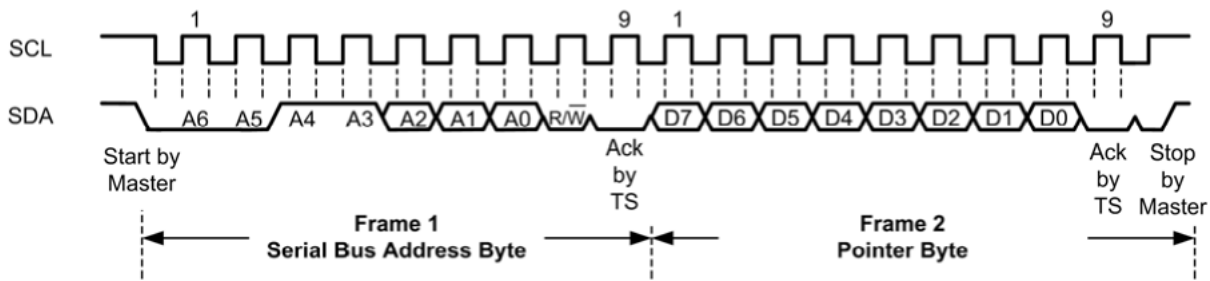 1 9 1 9
SCL
SDA A6 A5 A4 A3 A2 A1 A0 R/W̅ D7 D6 D5 D4 D3 D2 D1 D0
Start by
Master
Ack
by
TS
Ack
by
TS
Stop
by
Master
Frame 1
Serial Bus Address Byte
Frame 2
Pointer Byte